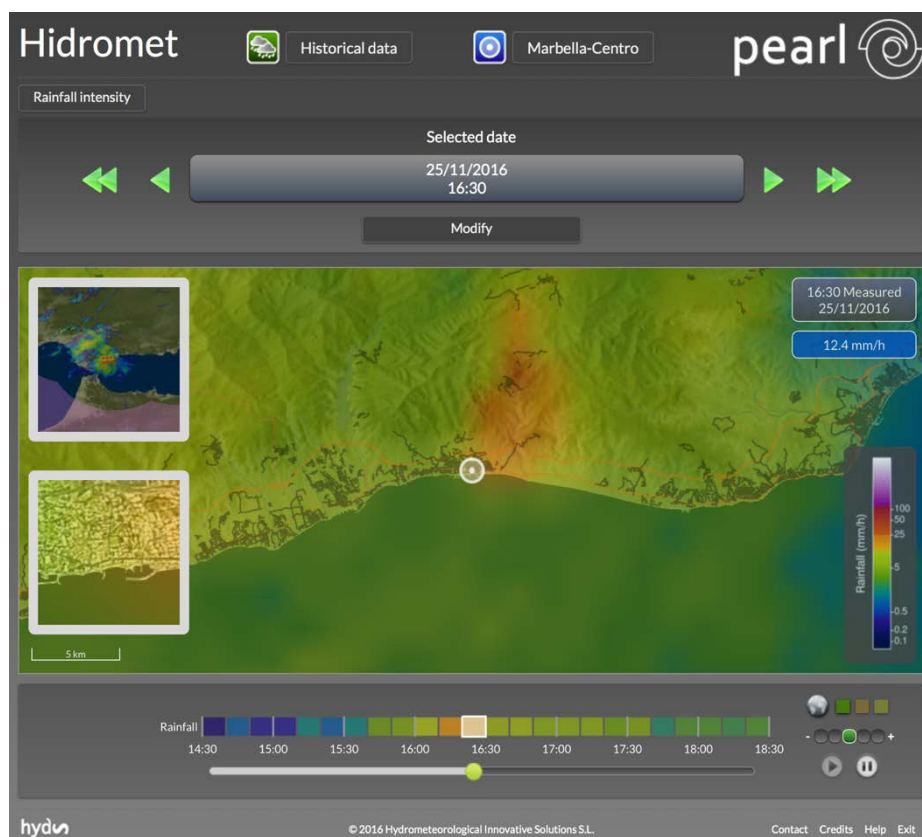 Hidromet
Historical data
Marbella-Centro
pearl
Rainfall intensity
Selected date
25/11/2016
16:30
Modify
16:30 Measured
25/11/2016
12.4 mm/h
Rainfall (mm/h)
100
50
25
5
0.5
0.2
0.1
5 km
Rainfall
14:30 15:00 15:30 16:00 16:30 17:00 17:30 18:00 18:30
- +
hyds
© 2016 Hydrometeorological Innovative Solutions S.L.
Contact Credits Help Exit